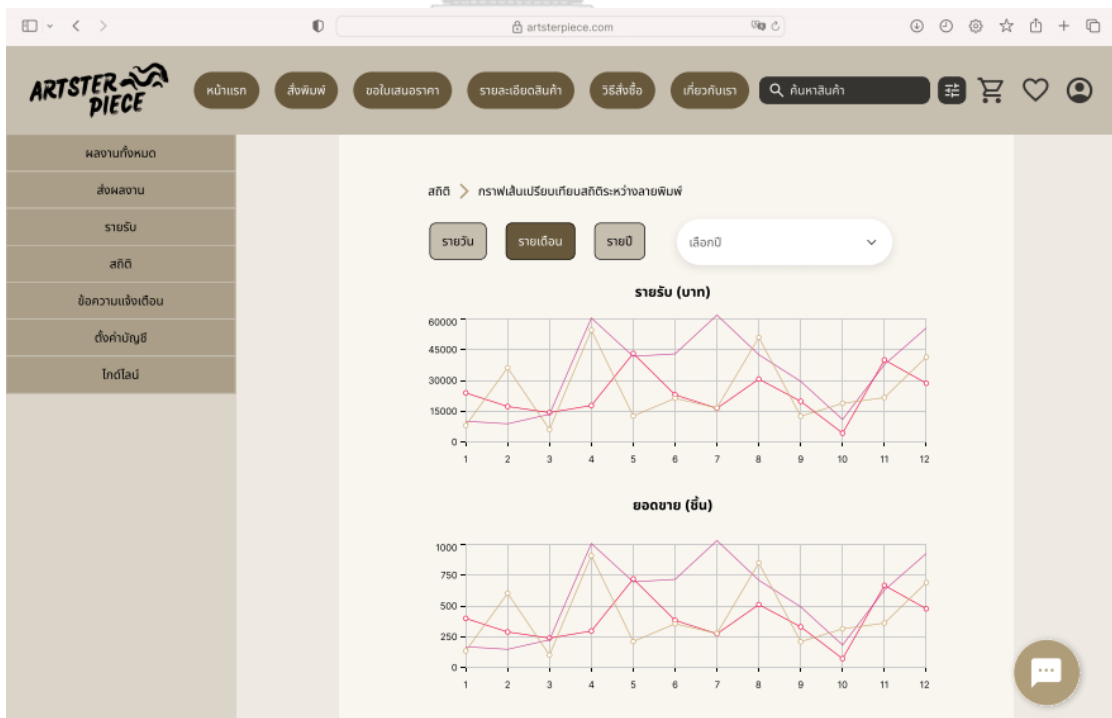 artsterpiece.com
ARTSTER
PIECE
หน้าแรก
สั่งพิมพ์
ขอใบเสนอราคา
รายละเอียดสินค้า
วิธีสั่งซื้อ
เกี่ยวกับเรา
ค้นหาสินค้า
ผลงานทั้งหมด
ส่งผลงาน
รายรับ
สถิติ
ข้อความแจ้งเตือน
ตั้งค่าบัญชี
ไกด์ไลน์
สถิติ
กราฟเส้นเปรียบเทียบสถิติระหว่างลายพิมพ์
รายวัน
รายเดือน
รายปี
เลือกปี
รายรับ (บาท)
60000
45000
30000
15000
0
1 2 3 4 5 6 7 8 9 10 11 12
ยอดขาย (ชิ้น)
1000
750
500
250
0
1 2 3 4 5 6 7 8 9 10 11 12